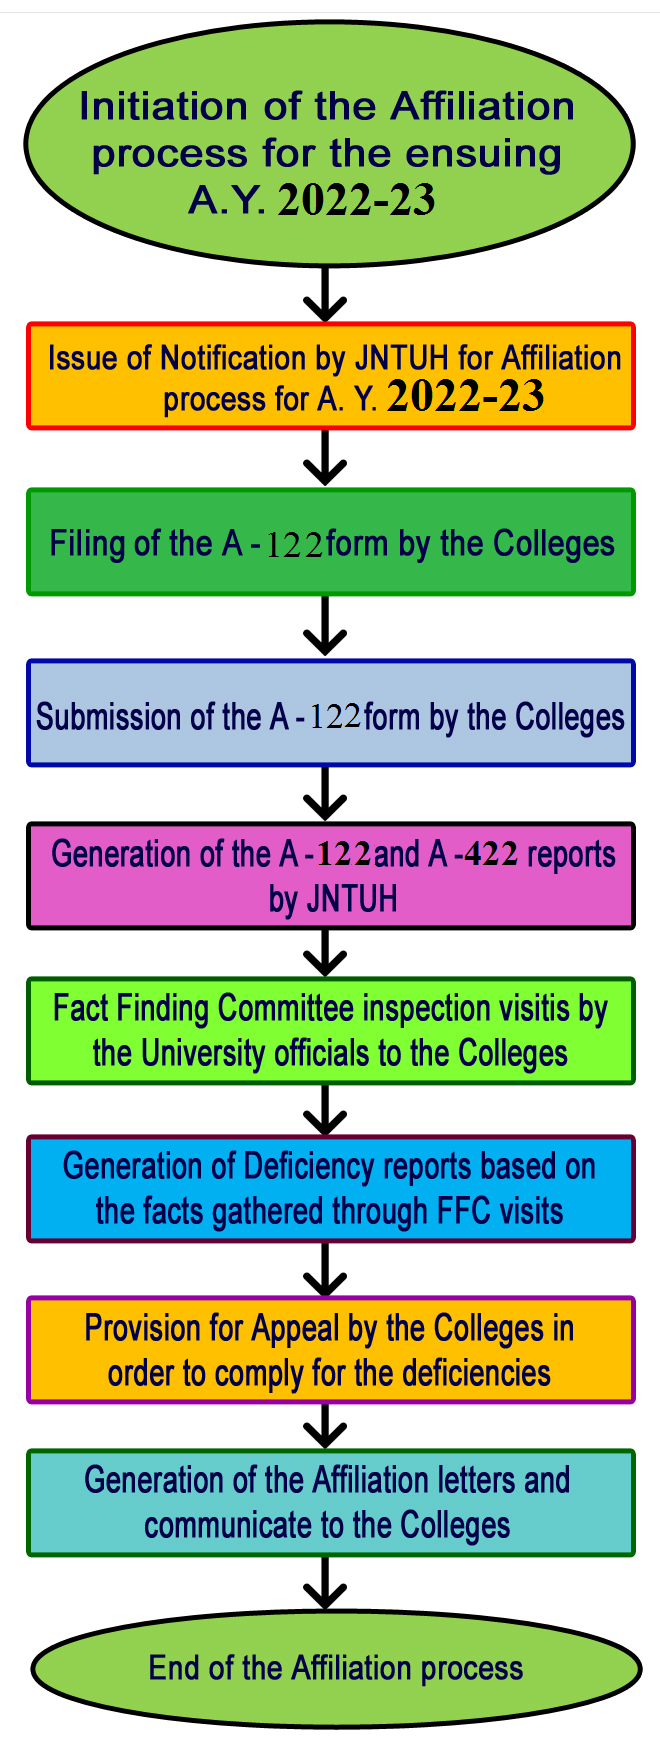 Initiation of the Affiliation
process for the ensuing
A.Y. 2022-23
Issue of Notification by JNTUH for Affiliation
process for A. Y. 2022-23
Filing of the A - 122 form by the Colleges
Submission of the A - 122 form by the Colleges
Generation of the A -122 and A -422 reports
by JNTUH
Fact Finding Committee inspection visitis by
the University officials to the Colleges
Generation of Deficiency reports based on
the facts gathered through FFC visits
Provision for Appeal by the Colleges in
order to comply for the deficiencies
Generation of the Affiliation letters and
communicate to the Colleges
End of the Affiliation process